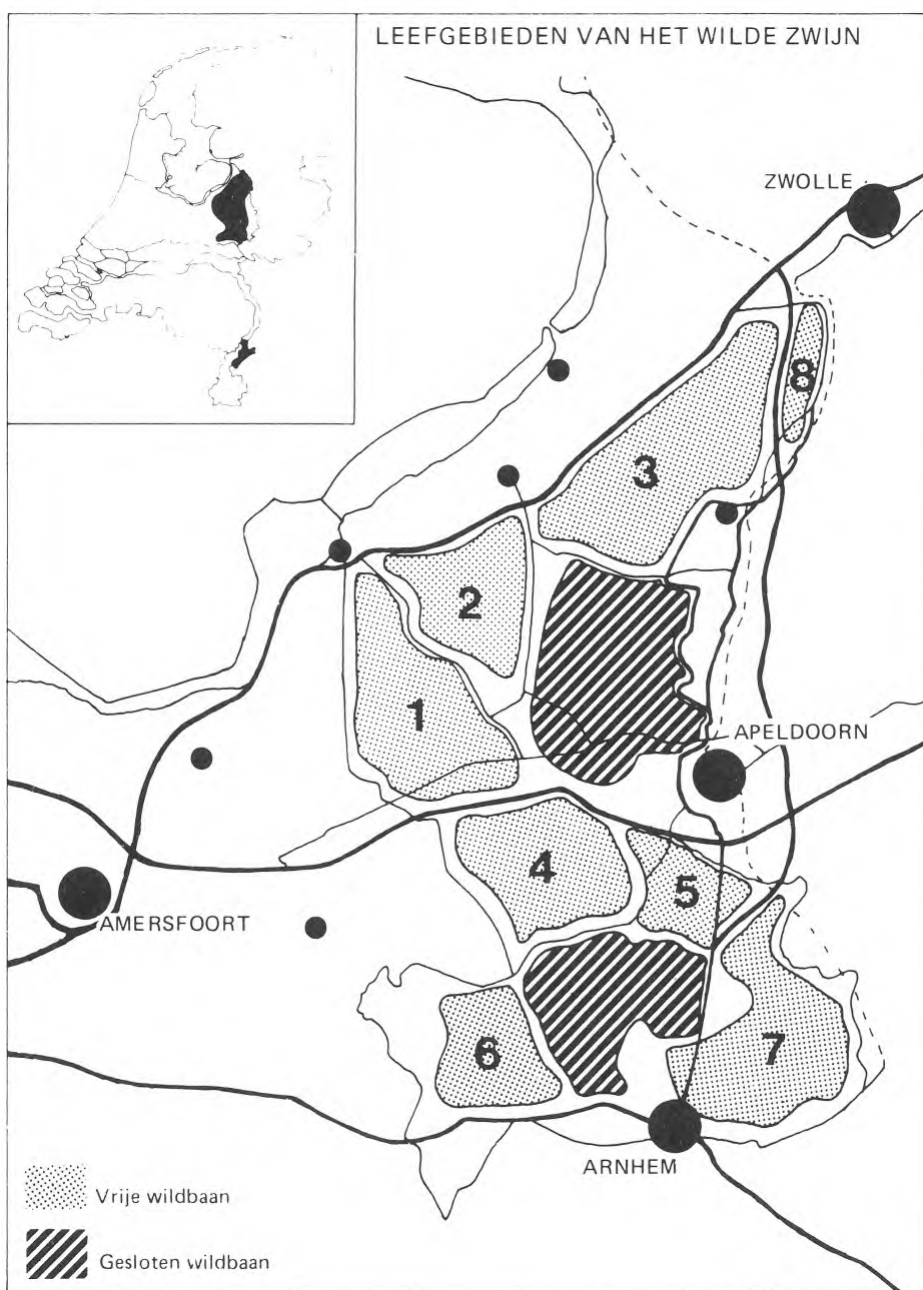 LEEFGEBIEDEN VAN HET WILDE ZWIJN
ZWOLLE
8
3
2
1
APELDOORN
4
5
AMERSFOORT
6
7
ARNHEM
Vrije wildbaan
Gesloten wildbaan